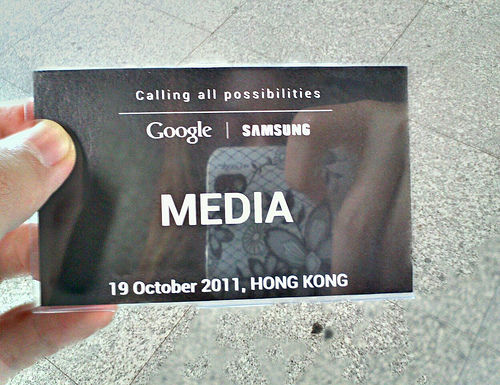 Calling all possibilities
Google | SAMSUNG
MEDIA
19 October 2011, HONG KONG